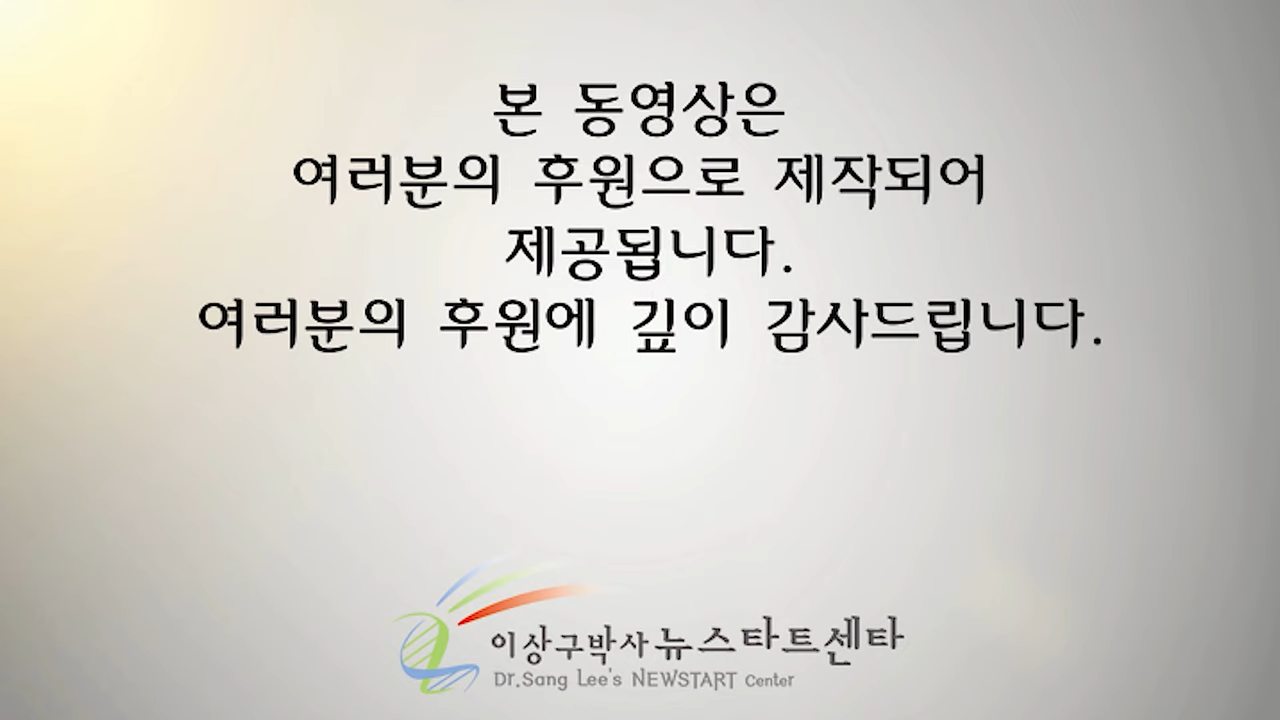 본 동영상은
여러분의 후원으로 제작되어
제공됩니다.
여러분의 후원에 깊이 감사드립니다.
이상구박사 뉴스타트센타
Dr.Sang Lee's NEWSTART Center